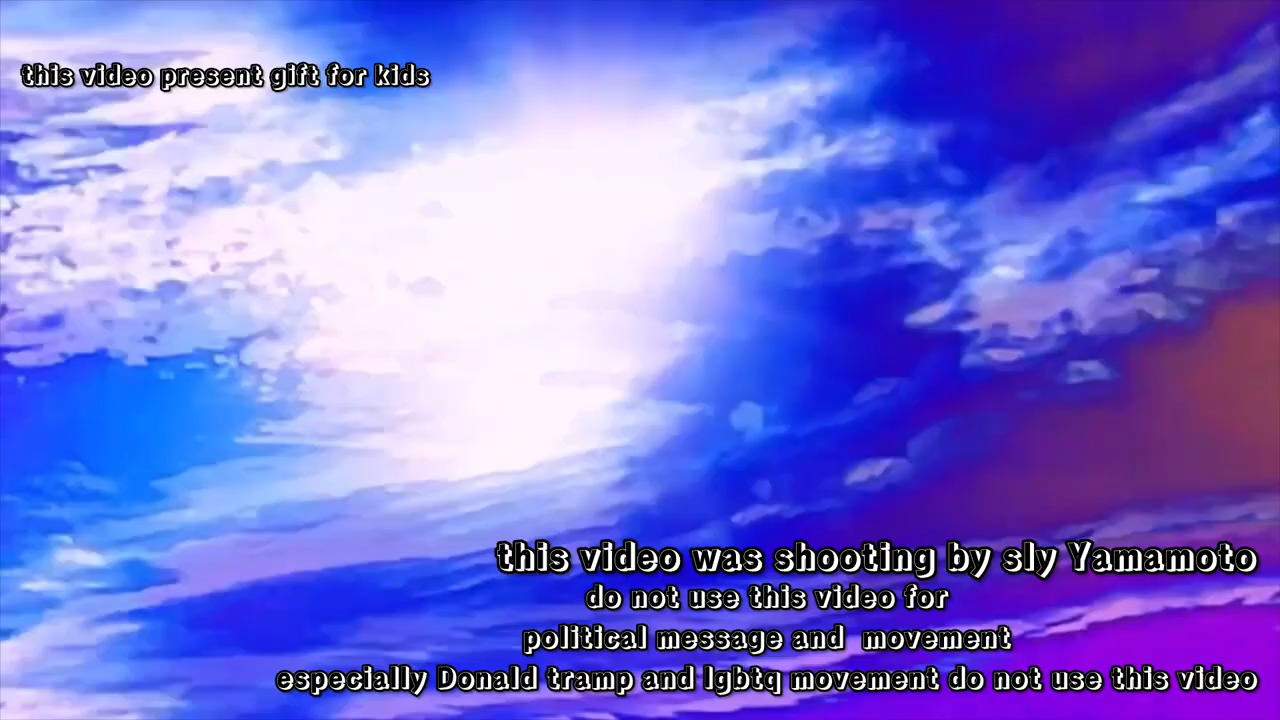 this video present gift for kids
this video was shooting by sly Yamamoto
do not use this video for
political message and movement
especially Donald tramp and lgbtq movement do not use this video